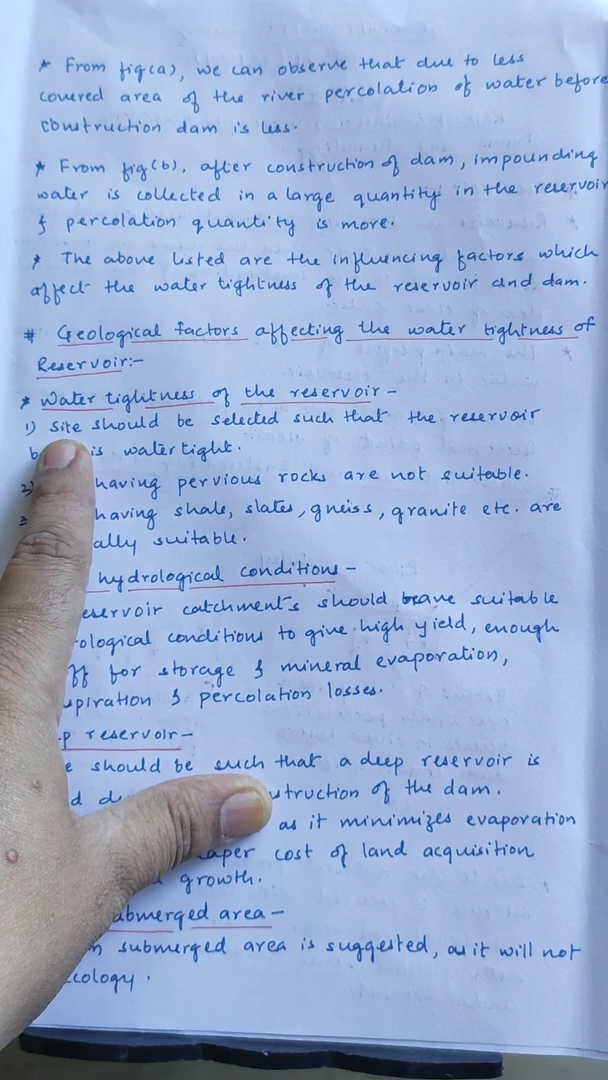 * From fig(a), we can observe that due to less
covered area of the river percolation of water before
construction dam is less.
* From fig(b), after construction of dam, impounding
water is collected in a large quantity in the reservoir
& percolation quantity is more.
* The above listed are the influencing factors which
affect the water tightness of the reservoir and dam.
# Geological factors affecting the water tightness of
Reservoir:-
* Water tightness of the reservoir -
1) Site should be selected such that the reservoir
is watertight.
2) having pervious rocks are not suitable.
3 having shale, slates, gneiss, granite etc. are
ally suitable.
hydrological conditions -
eservoir catchments should have suitable
ological conditions to give high yield, enough
ff for storage & mineral evaporation,
spiration & percolation losses.
p reservoir -
e should be such that a deep reservoir is
d struction of the dam.
as it minimizes evaporation
aper cost of land acquisition
growth.
ubmerged area -
submerged area is suggested, as it will not
ecology.